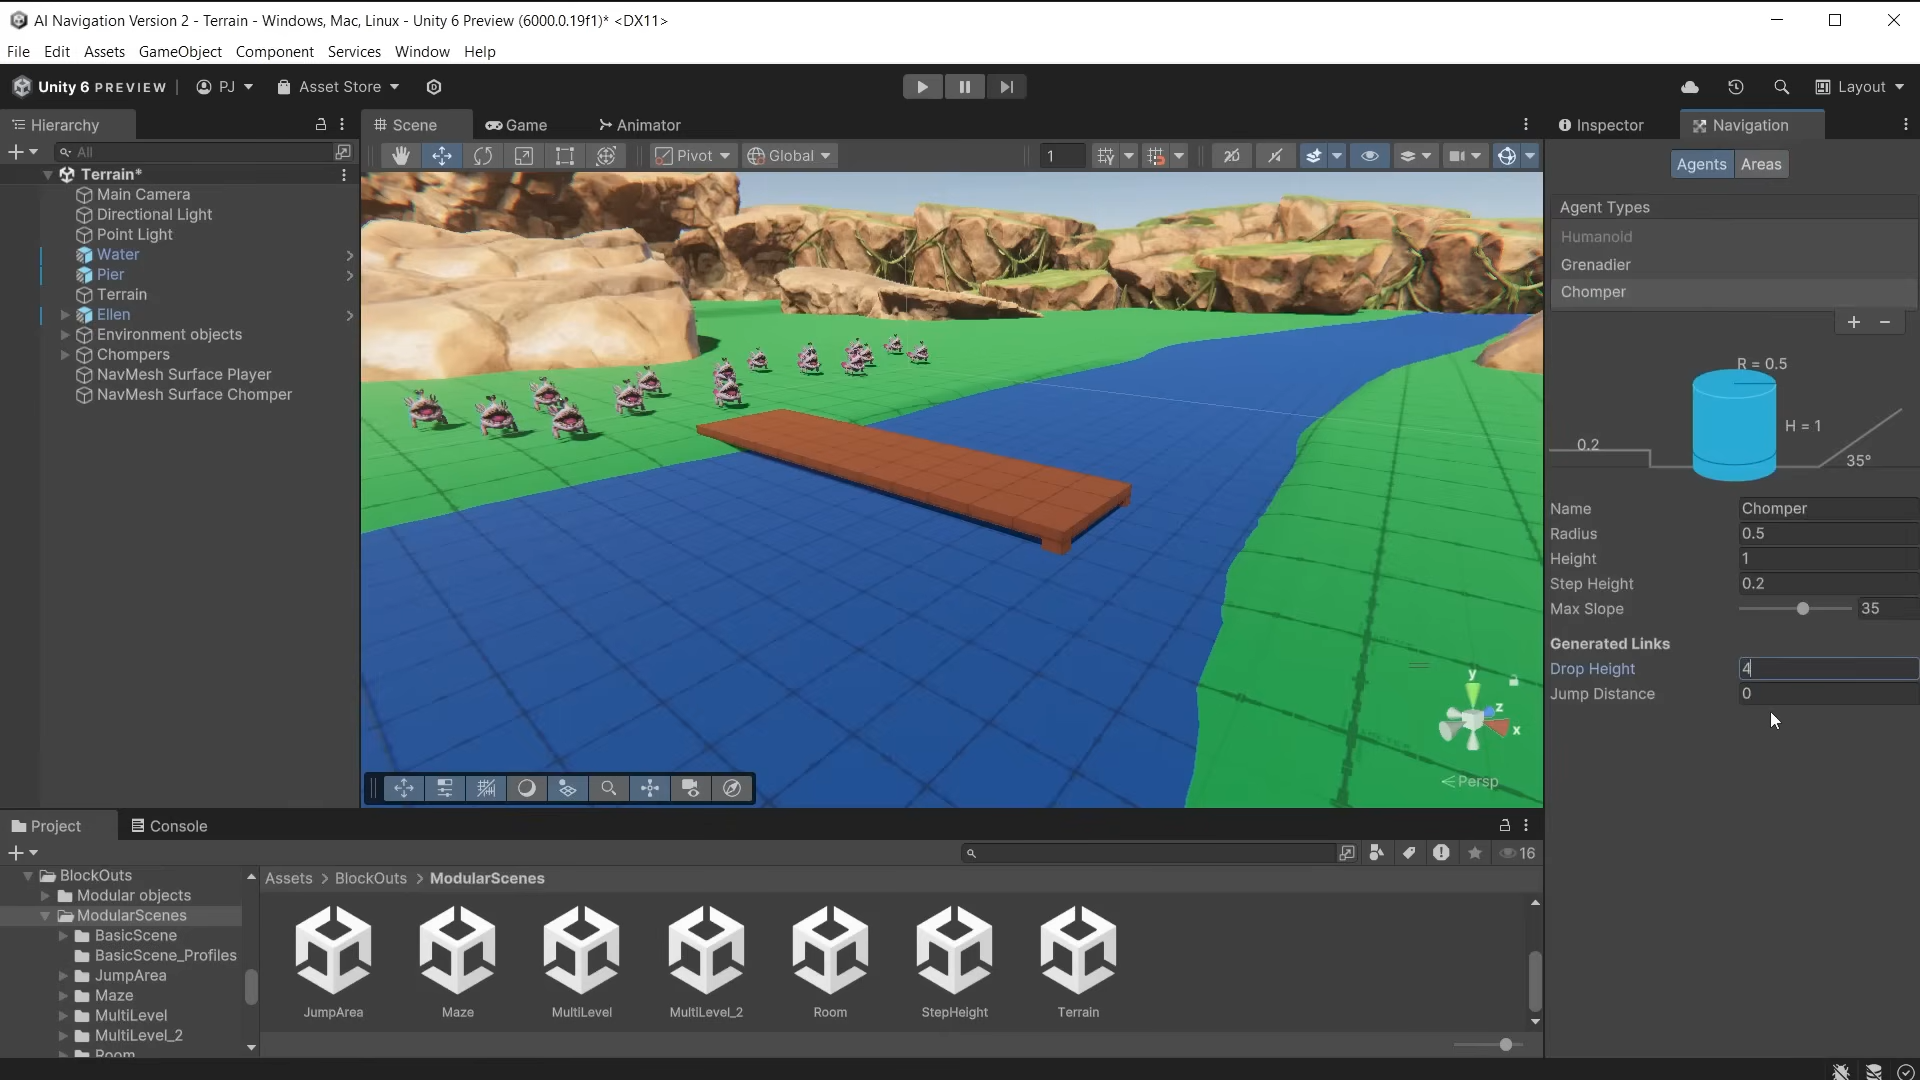 AI Navigation Version 2 - Terrain - Windows, Mac, Linux - Unity 6 Preview (6000.0.19f1)* <DX11>
File Edit Assets GameObject Component Services Window Help
Unity 6 PREVIEW PJ Asset Store Layout
Hierarchy
All
Terrain*
Main Camera
Directional Light
Point Light
Water
Pier
Terrain
Ellen
Environment objects
Chompers
NavMesh Surface Player
NavMesh Surface Chomper
Scene Game Animator
Pivot Global 1 2D
y
z
x
Persp
Inspector Navigation
Agents Areas
Agent Types
Humanoid
Grenadier
Chomper
R = 0.5
H = 1
0.2
35°
Name Chomper
Radius 0.5
Height 1
Step Height 0.2
Max Slope 35
Generated Links
Drop Height 4
Jump Distance 0
Project Console
16
BlockOuts
Modular objects
ModularScenes
BasicScene
BasicScene_Profiles
JumpArea
Maze
MultiLevel
MultiLevel_2
Room
Assets > BlockOuts > ModularScenes
JumpArea Maze MultiLevel MultiLevel_2 Room StepHeight Terrain